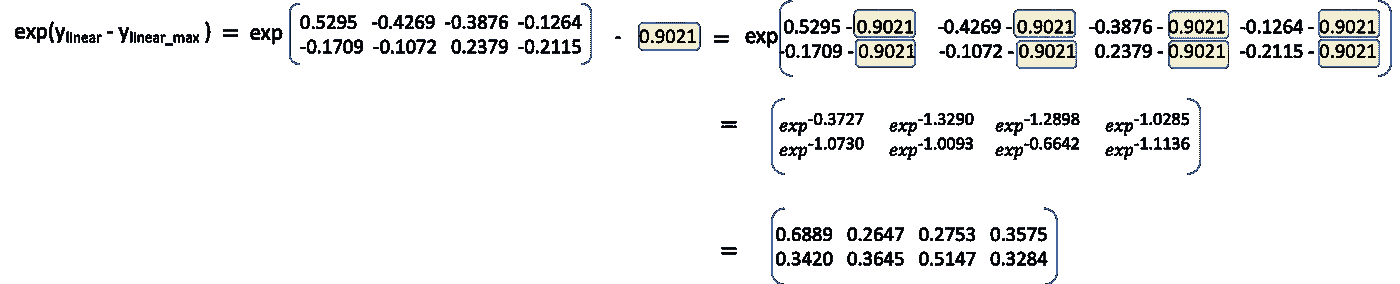 exp(ylinear - ylinear_max ) = exp 0.5295 -0.4269 -0.3876 -0.1264 - 0.9021 = exp 0.5295 -0.9021 -0.4269 - 0.9021 -0.3876 - 0.9021 -0.1264 - 0.9021
-0.1709 -0.1072 0.2379 -0.2115 -0.1709 - 0.9021 -0.1072 - 0.9021 0.2379 - 0.9021 -0.2115 - 0.9021
= exp-0.3727 exp-1.3290 exp-1.2898 exp-1.0285
exp-1.0730 exp-1.0093 exp-0.6642 exp-1.1136
= 0.6889 0.2647 0.2753 0.3575
0.3420 0.3645 0.5147 0.3284